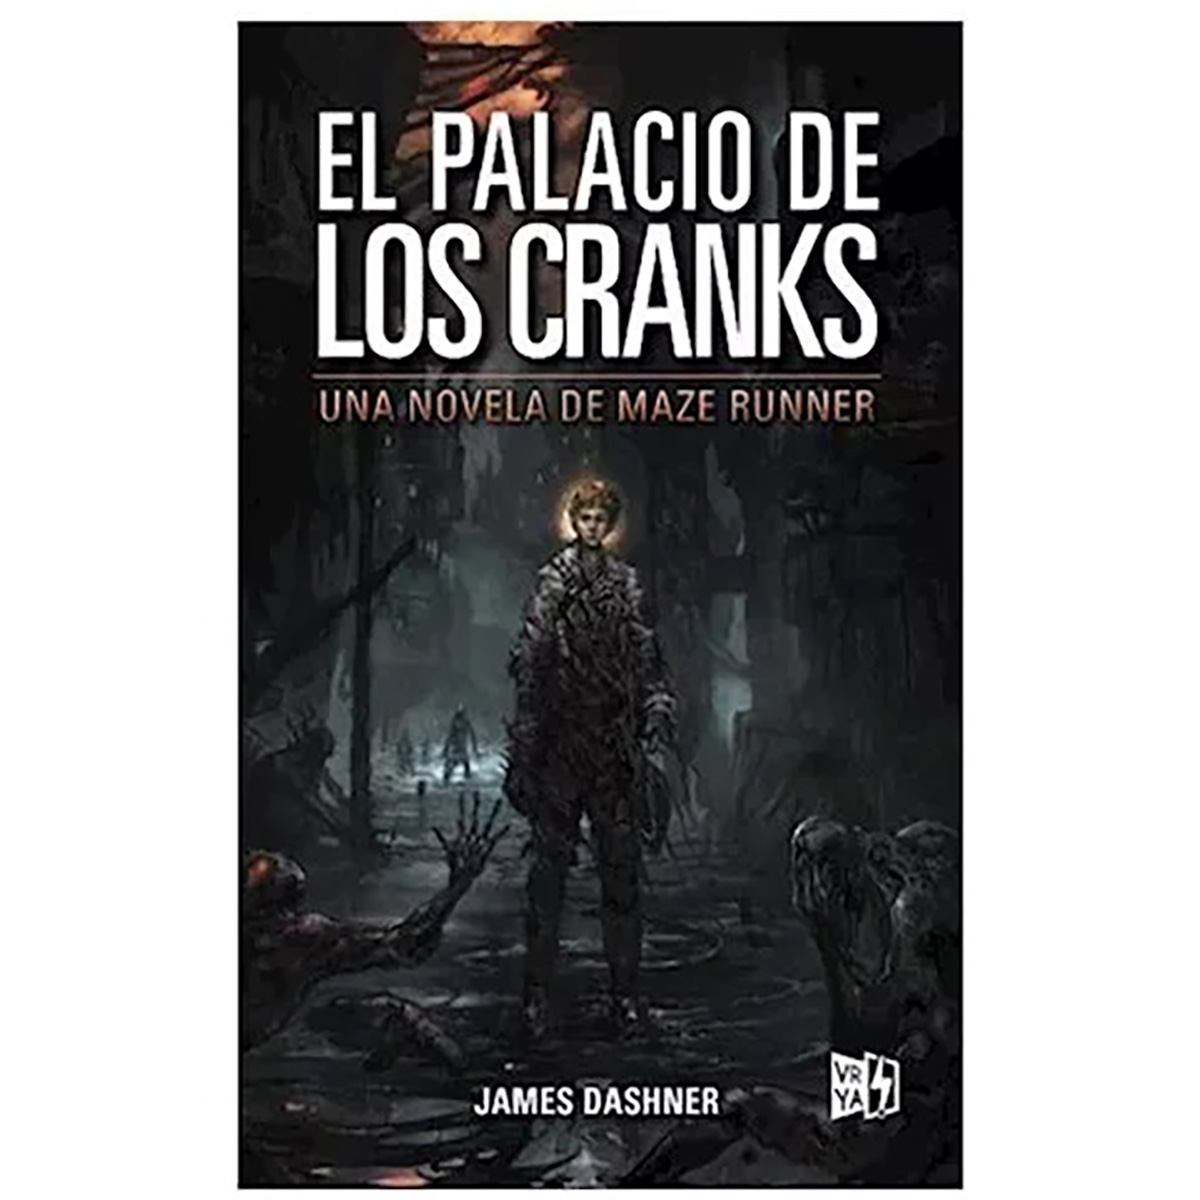 EL PALACIO DE
LOS CRANKS
UNA NOVELA DE MAZE RUNNER
JAMES DASHNER
VR
YA